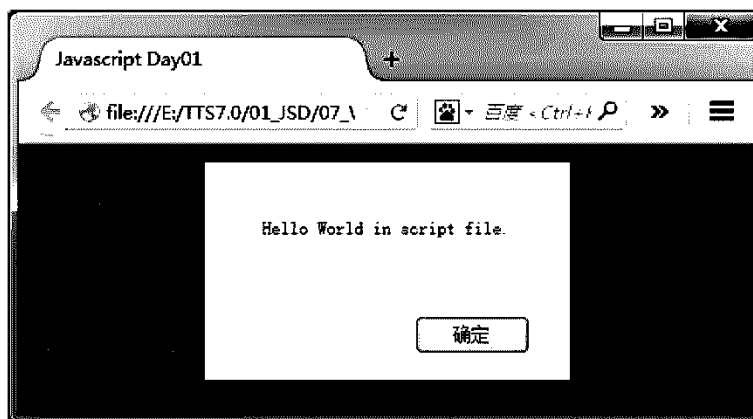 Javascript Day01
file:///E:/TTS7.0/01_JSD/07_\
百度 <Ctrl+
Hello World in script file.
确定